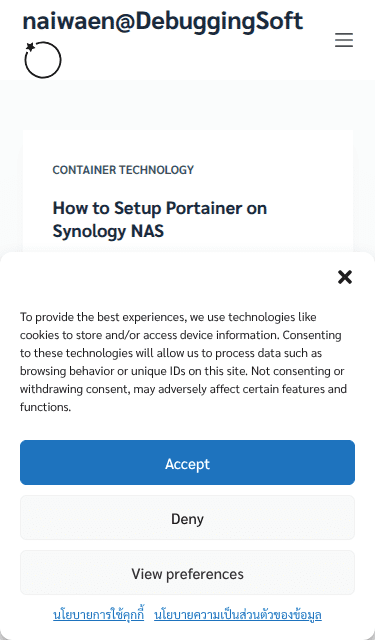 naiwaen@DebuggingSoft
CONTAINER TECHNOLOGY
How to Setup Portainer on
Synology NAS
To provide the best experiences, we use technologies like
cookies to store and/or access device information. Consenting
to these technologies will allow us to process data such as
browsing behavior or unique IDs on this site. Not consenting or
withdrawing consent, may adversely affect certain features and
functions.
Accept
Deny
View preferences
นโยบายการใช้คุกกี้ นโยบายความเป็นส่วนตัวของข้อมูล